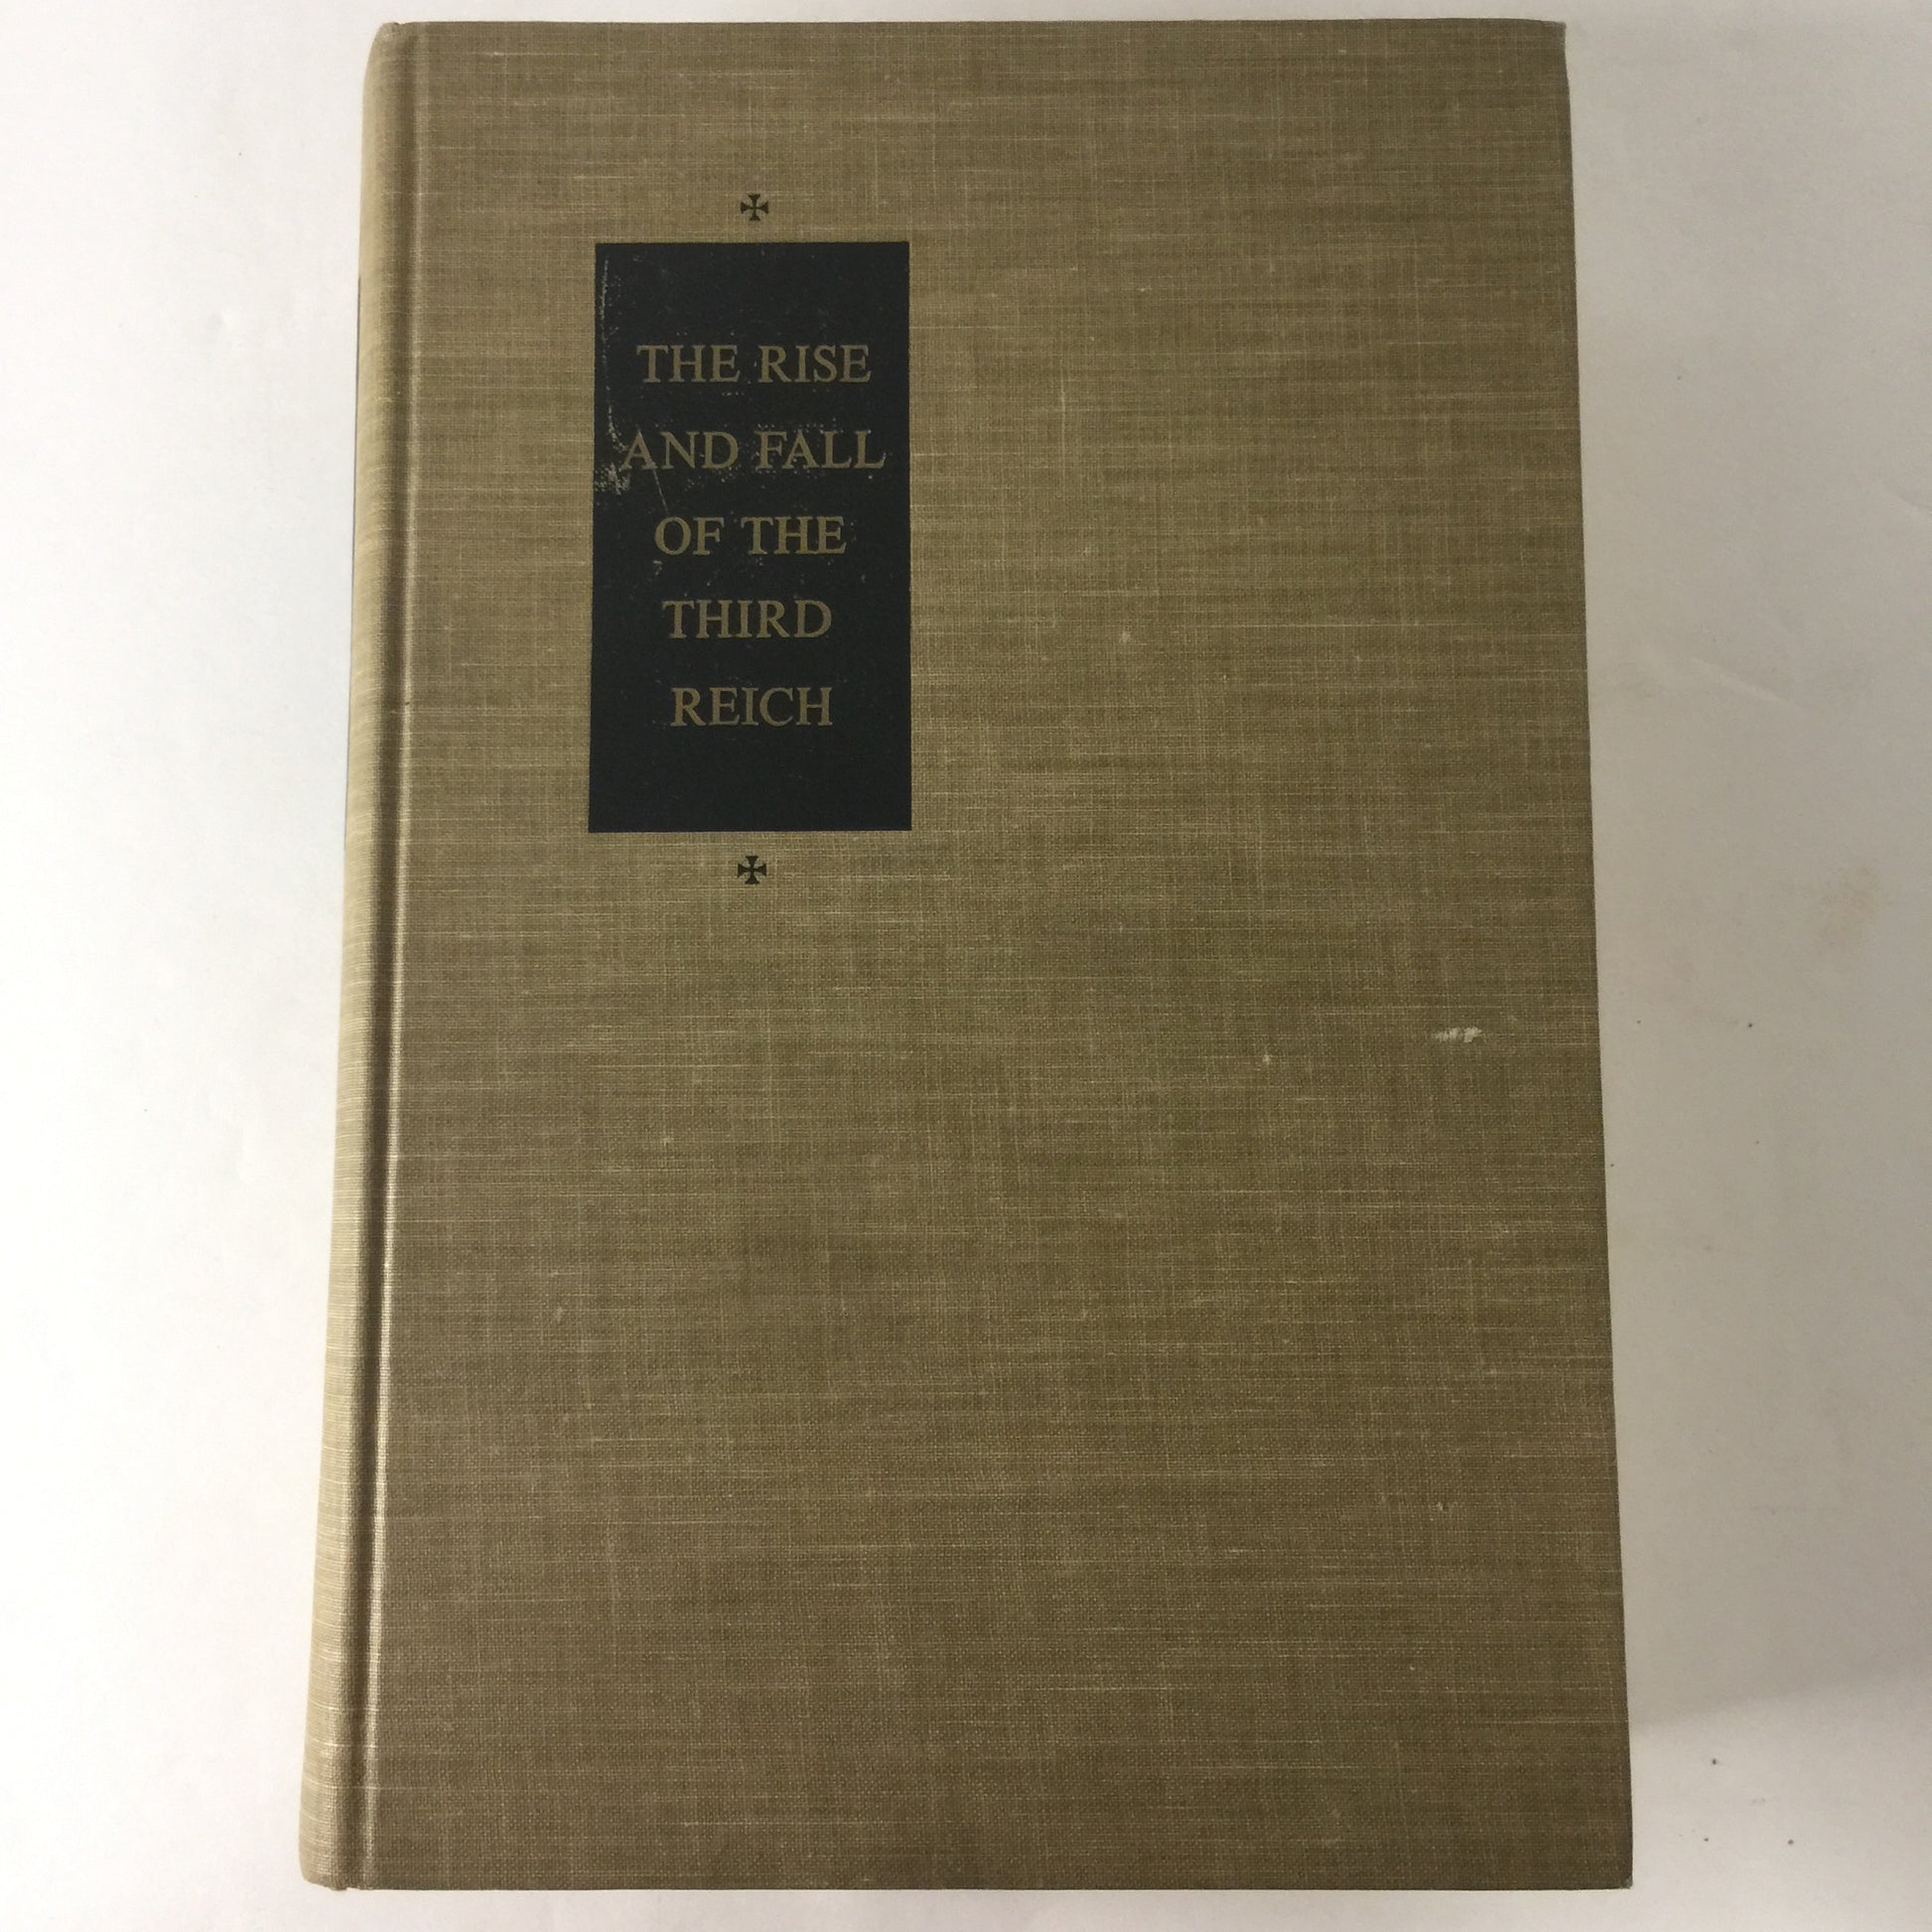 THE RISE
AND FALL
OF THE
THIRD
REICH